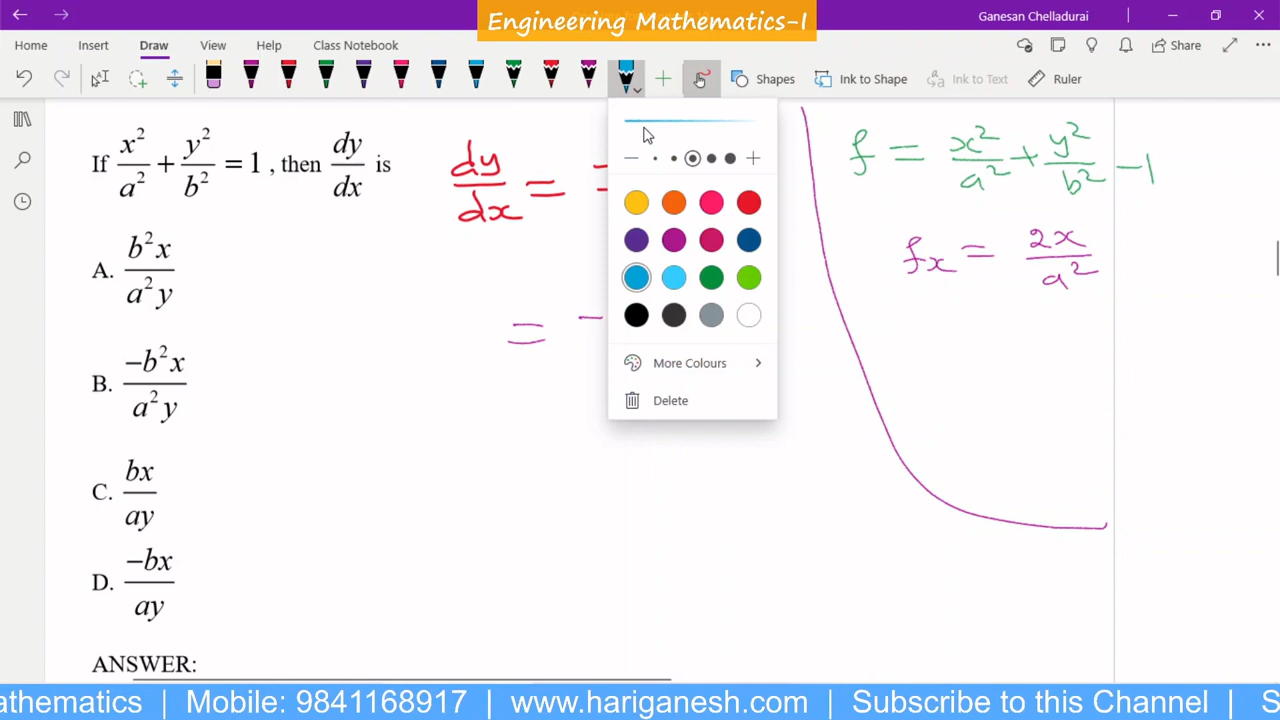 Engineering Mathematics-I
Ganesan Chelladurai
Home Insert Draw View Help Class Notebook
Share
Shapes Ink to Shape Ink to Text Ruler
If x²/a² + y²/b² = 1, then dy/dx is
A. b²x / a²y
B. −b²x / a²y
C. bx / ay
D. −bx / ay
ANSWER:
dy/dx =
= −
More Colours
Delete
f = x²/a² + y²/b² − 1
fx = 2x/a²
athematics | Mobile: 9841168917 | www.hariganesh.com | Subscribe to this Channel | S